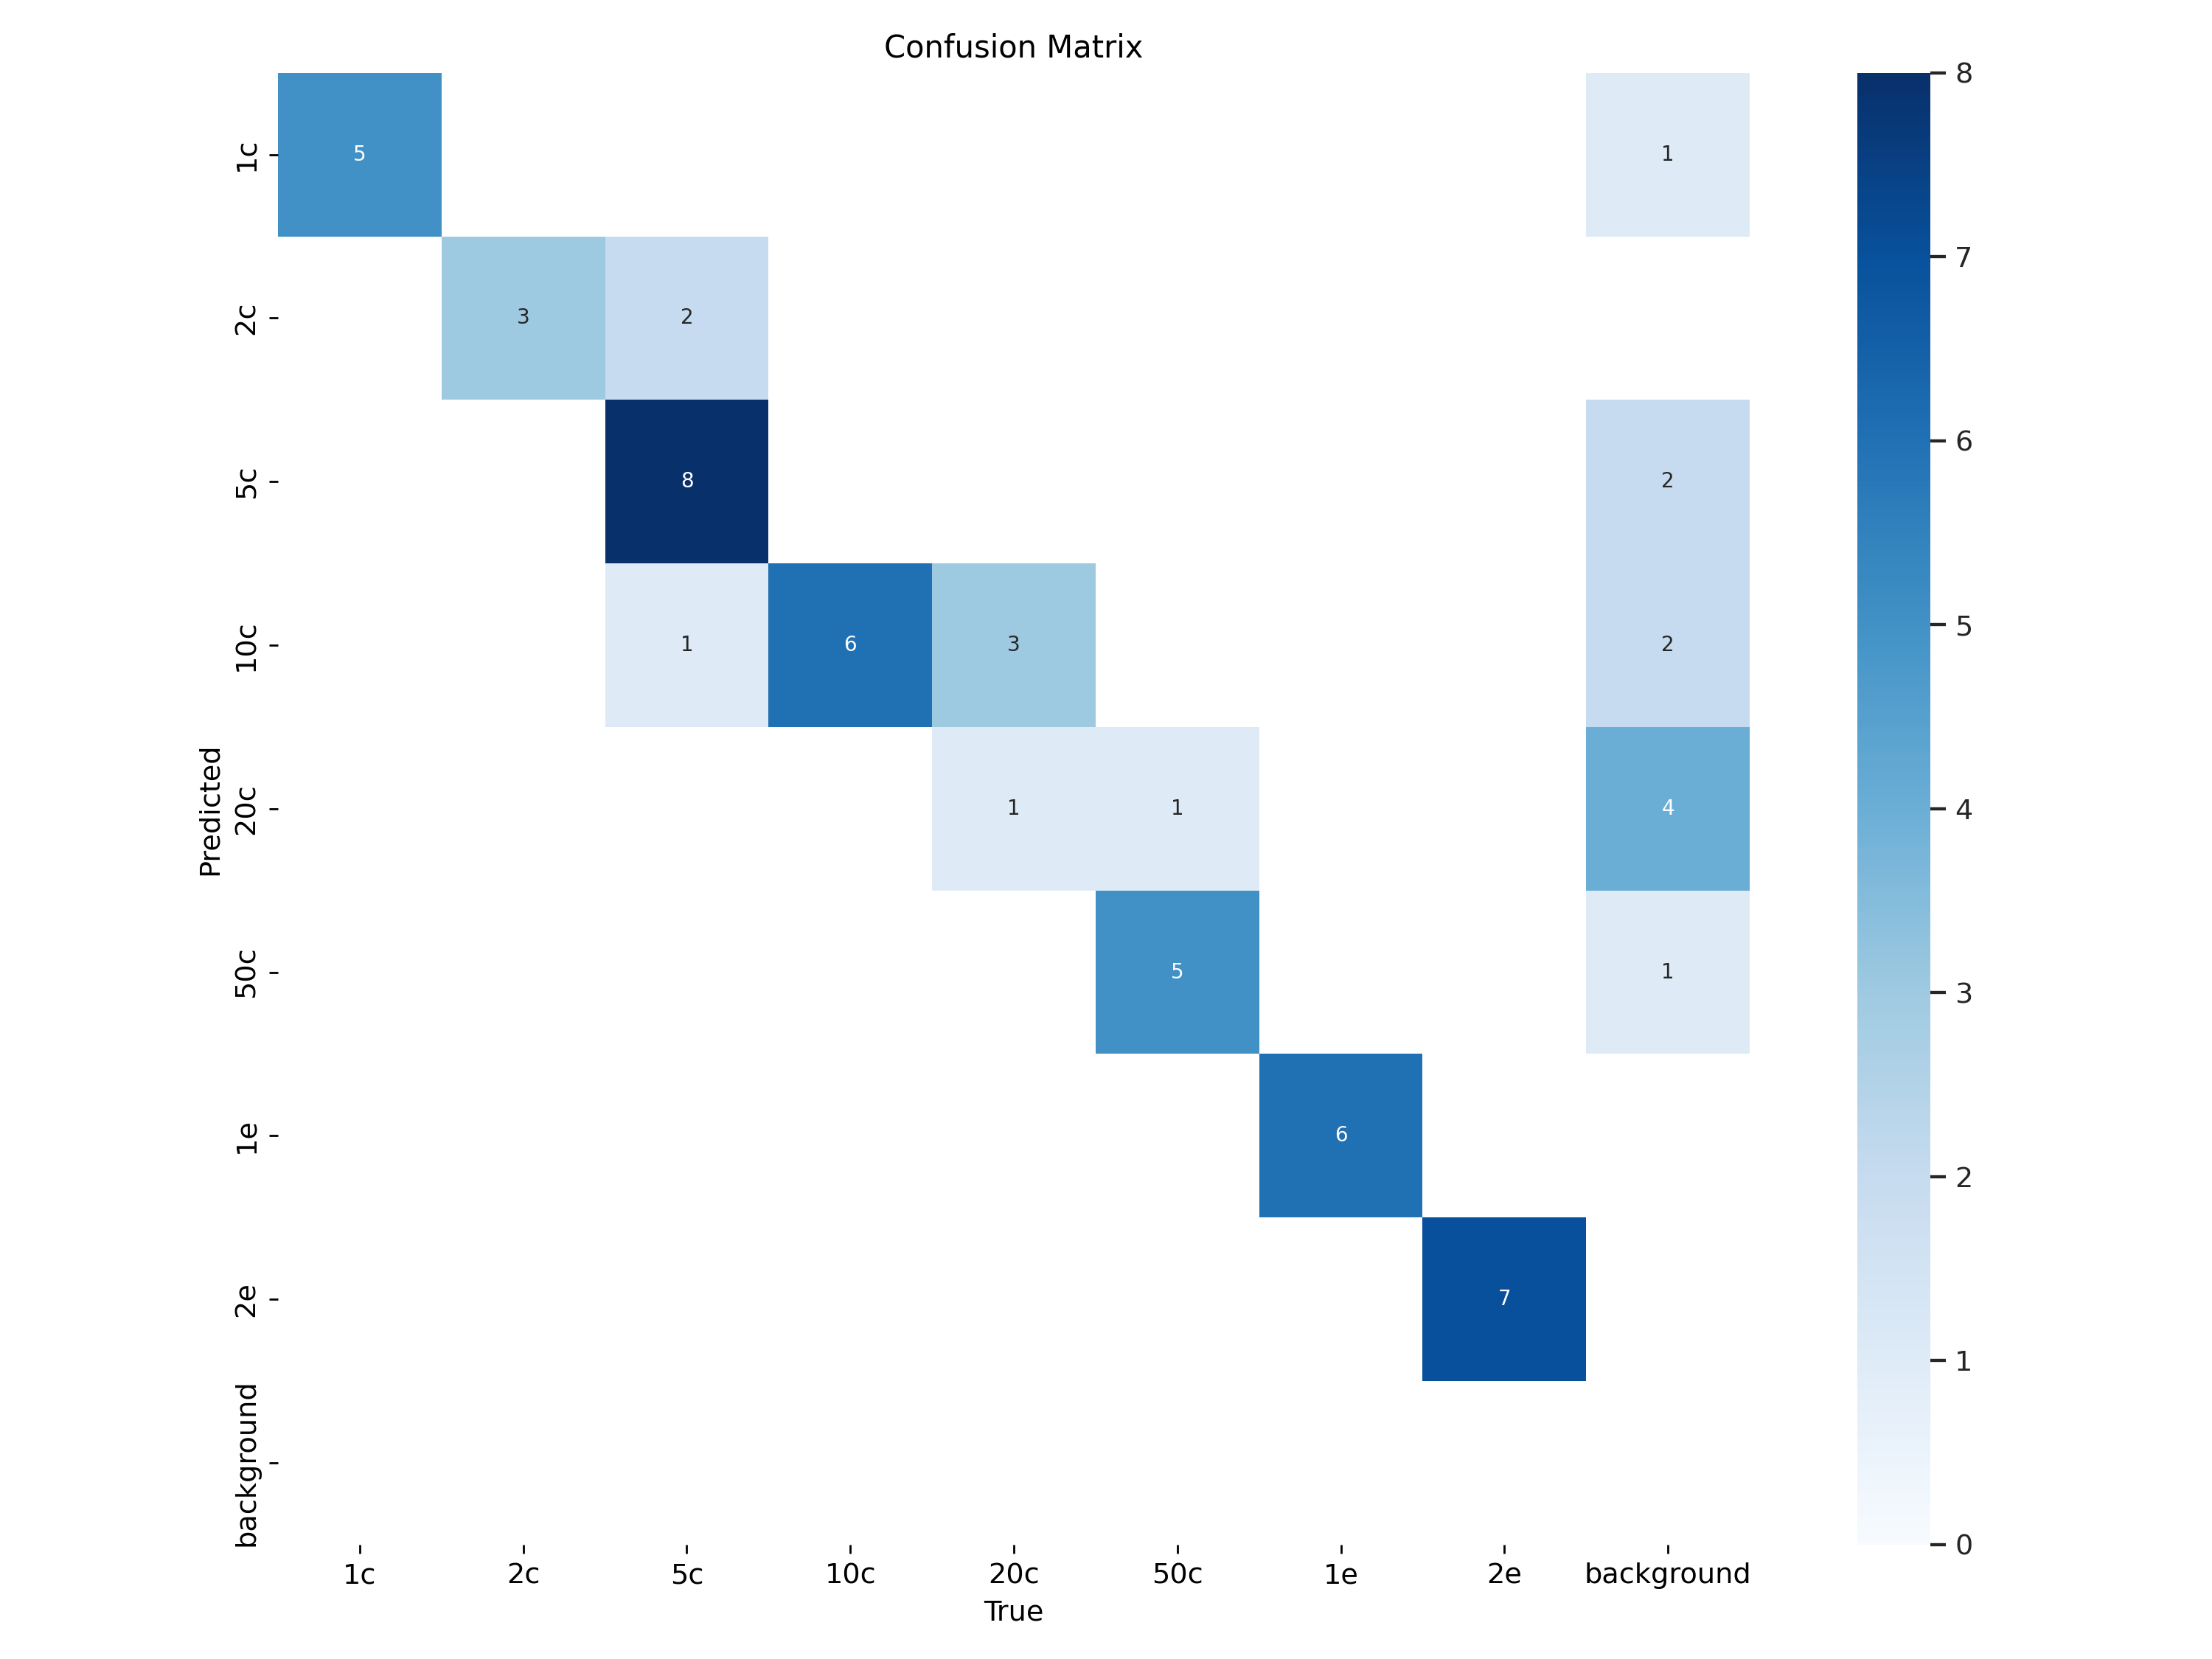 Confusion Matrix
1c 5 1
2c 3 2
5c 8 2
10c 1 6 3 2
20c 1 1 4
50c 5 1
1e 6
2e 7
background
Predicted
1c 2c 5c 10c 20c 50c 1e 2e background
True
8
7
6
5
4
3
2
1
0